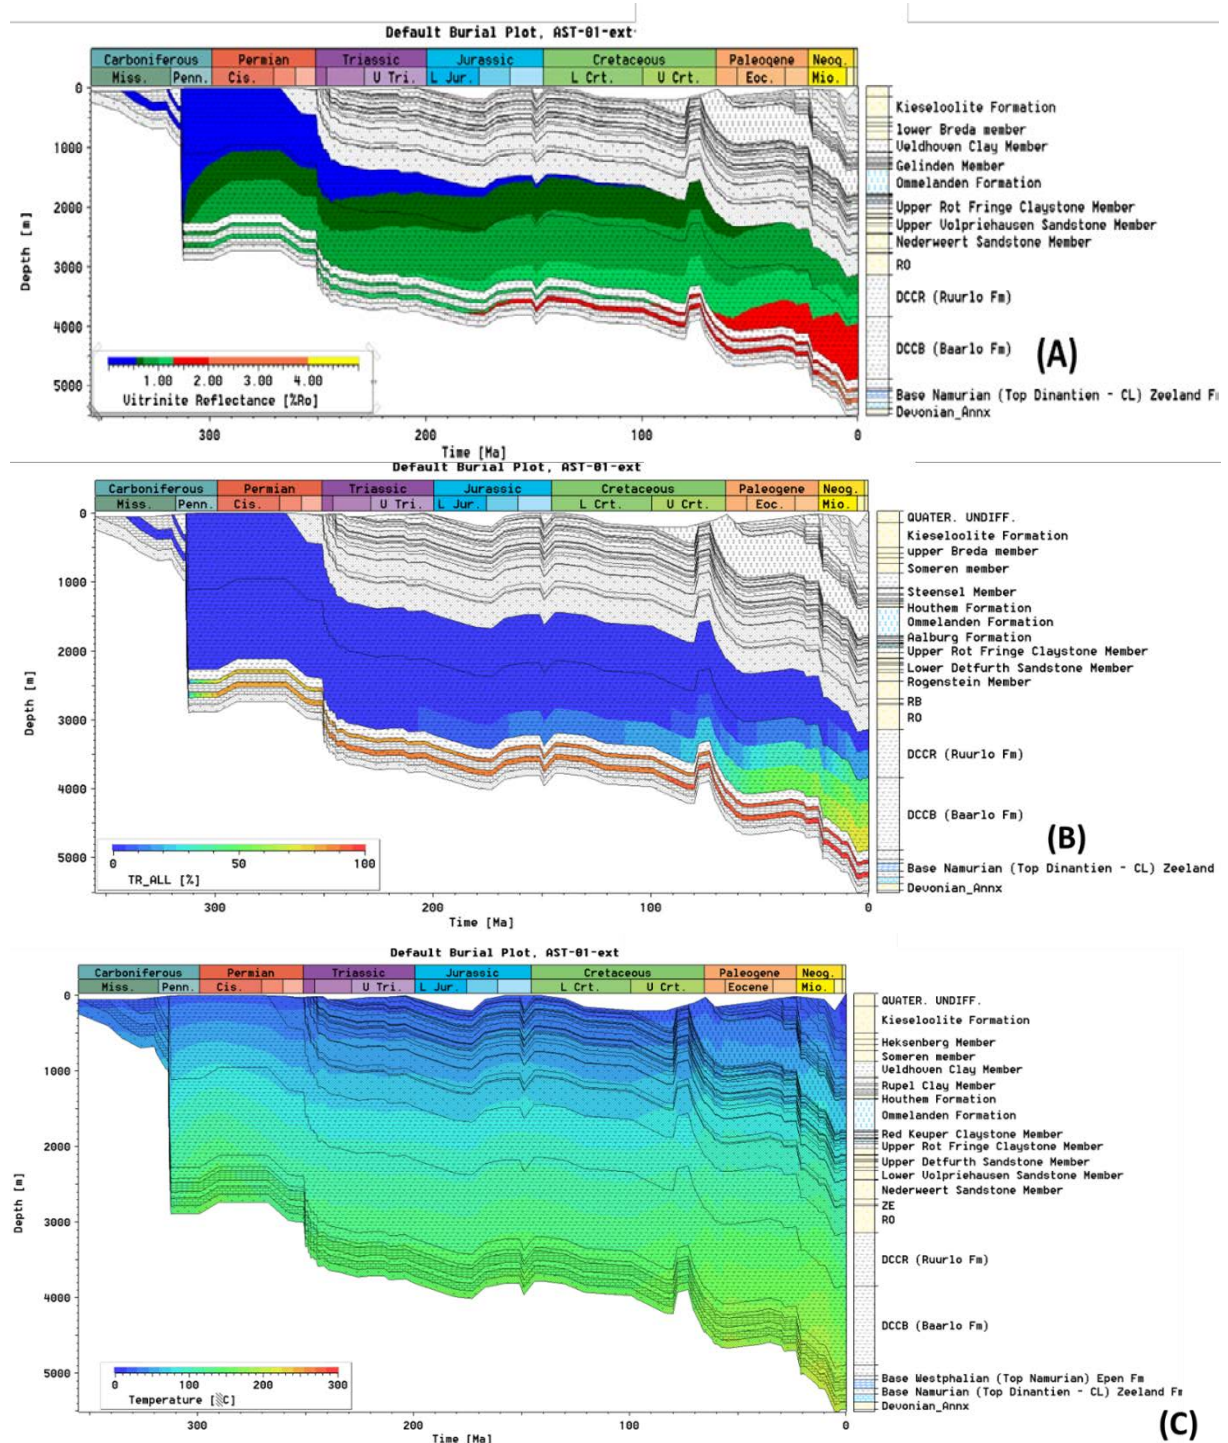 Default Burial Plot, AST-01-ext
Carboniferous Permian Triassic Jurassic Cretaceous Paleogene Neog.
Miss. Penn. Cis. U Tri. L Jur. L Crt. U Crt. Eoc. Mio.
0
1000
2000
3000
4000
5000
Depth [m]
Kieseloolite Formation
lower Breda member
Veldhoven Clay Member
Gelinden Member
Ommelanden Formation
Upper Rot Fringe Claystone Member
Upper Volpriehausen Sandstone Member
Nederweert Sandstone Member
RO
DCCR (Ruurlo Fm)
DCCB (Baarlo Fm)
Base Namurian (Top Dinantien - CL) Zeeland F
Devonian_Annx
(A)
1.00 2.00 3.00 4.00
Vitrinite Reflectance [%Ro]
300 200 100 0
Time [Ma]
Default Burial Plot, AST-01-ext
Carboniferous Permian Triassic Jurassic Cretaceous Paleogene Neog.
Miss. Penn. Cis. U Tri. L Jur. L Crt. U Crt. Eoc. Mio.
0
1000
2000
3000
4000
5000
Depth [m]
QUATER. UNDIFF.
Kieseloolite Formation
upper Breda member
Someren member
Steensel Member
Houthem Formation
Ommelanden Formation
Aalburg Formation
Upper Rot Fringe Claystone Member
Lower Detfurth Sandstone Member
Rogenstein Member
RB
RO
DCCR (Ruurlo Fm)
DCCB (Baarlo Fm)
Base Namurian (Top Dinantien - CL) Zeeland
Devonian_Annx
(B)
0 50 100
TR_ALL [%]
300 200 100 0
Time [Ma]
Default Burial Plot, AST-01-ext
Carboniferous Permian Triassic Jurassic Cretaceous Paleogene Neog.
Miss. Penn. Cis. U Tri. L Jur. L Crt. U Crt. Eocene Mio.
0
1000
2000
3000
4000
5000
Depth [m]
QUATER. UNDIFF.
Kieseloolite Formation
Heksenberg Member
Someren member
Veldhoven Clay Member
Rupel Clay Member
Houthem Formation
Ommelanden Formation
Red Keuper Claystone Member
Upper Rot Fringe Claystone Member
Upper Detfurth Sandstone Member
Lower Volpriehausen Sandstone Member
Nederweert Sandstone Member
ZE
RO
DCCR (Ruurlo Fm)
DCCB (Baarlo Fm)
Base Westphalian (Top Namurian) Epen Fm
Base Namurian (Top Dinantien - CL) Zeeland Fm
Devonian_Annx
(C)
0 100 200 300
Temperature [C]
300 200 100 0
Time [Ma]